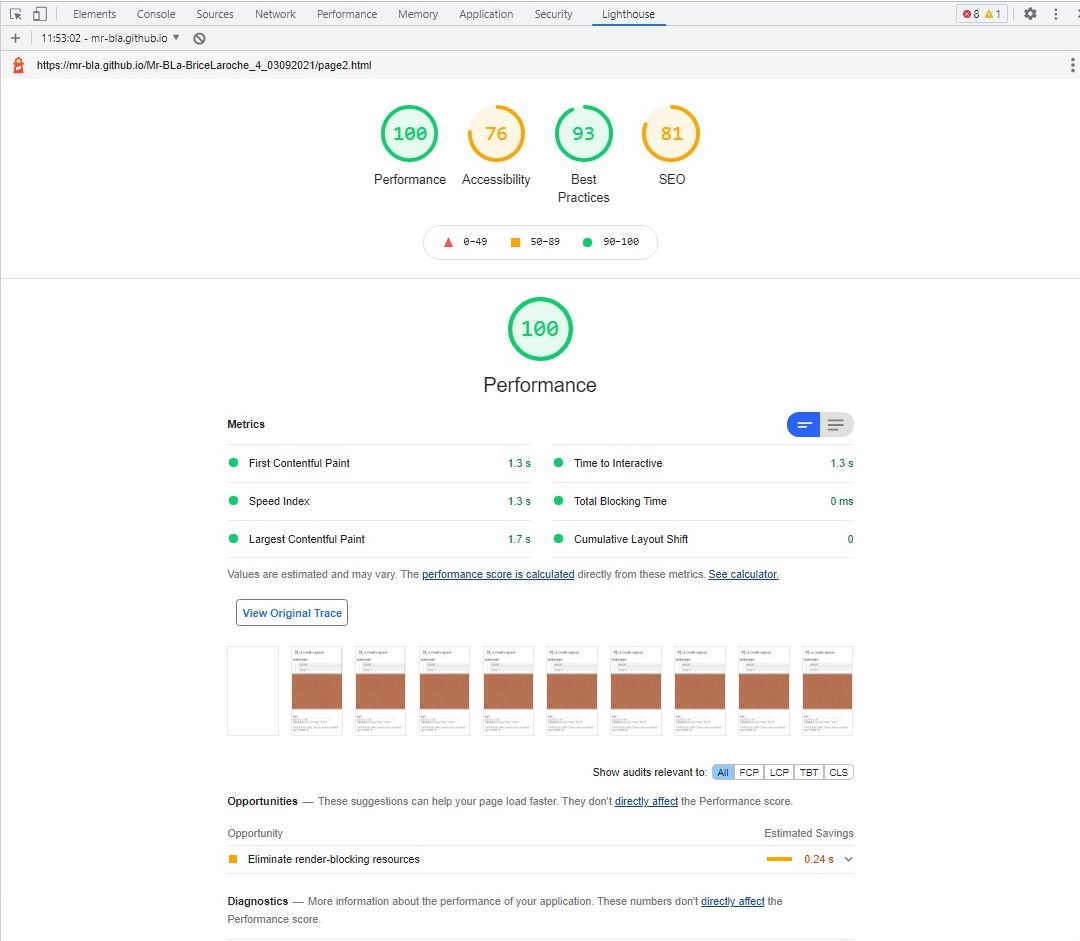 Elements Console Sources Network Performance Memory Application Security Lighthouse 8 1
11:53:02 - mr-bla.github.io
https://mr-bla.github.io/Mr-BLa-BriceLaroche_4_03092021/page2.html
100 76 93 81
Performance Accessibility Best Practices SEO
0–49 50–89 90–100
100
Performance
Metrics
First Contentful Paint 1.3 s Time to Interactive 1.3 s
Speed Index 1.3 s Total Blocking Time 0 ms
Largest Contentful Paint 1.7 s Cumulative Layout Shift 0
Values are estimated and may vary. The performance score is calculated directly from these metrics. See calculator.
View Original Trace
Show audits relevant to: All FCP LCP TBT CLS
Opportunities — These suggestions can help your page load faster. They don't directly affect the Performance score.
Opportunity Estimated Savings
Eliminate render-blocking resources 0.24 s
Diagnostics — More information about the performance of your application. These numbers don't directly affect the
Performance score.